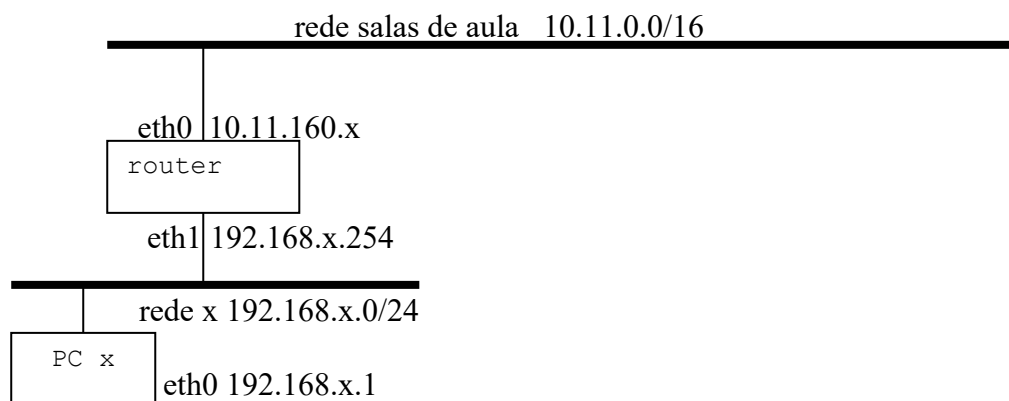 rede salas de aula 10.11.0.0/16
eth0 10.11.160.x
router
eth1 192.168.x.254
rede x 192.168.x.0/24
PC x
eth0 192.168.x.1